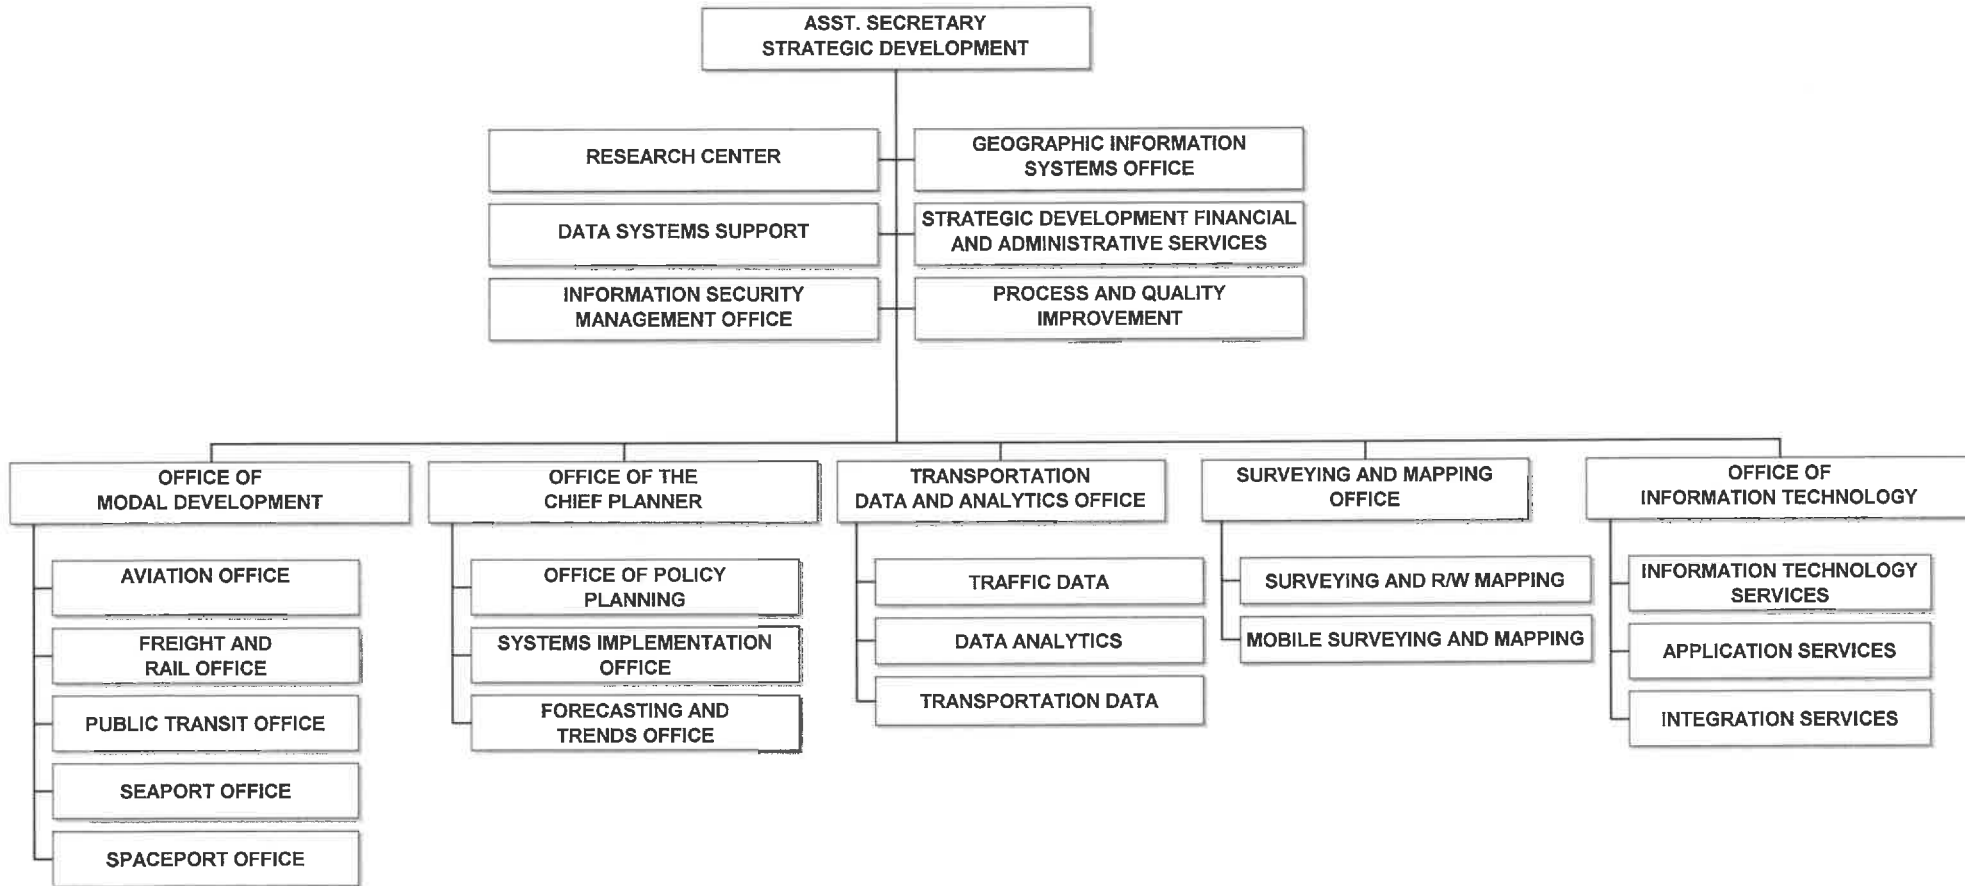 ASST. SECRETARY
STRATEGIC DEVELOPMENT
RESEARCH CENTER
GEOGRAPHIC INFORMATION
SYSTEMS OFFICE
DATA SYSTEMS SUPPORT
STRATEGIC DEVELOPMENT FINANCIAL
AND ADMINISTRATIVE SERVICES
INFORMATION SECURITY
MANAGEMENT OFFICE
PROCESS AND QUALITY
IMPROVEMENT
OFFICE OF
MODAL DEVELOPMENT
AVIATION OFFICE
FREIGHT AND
RAIL OFFICE
PUBLIC TRANSIT OFFICE
SEAPORT OFFICE
SPACEPORT OFFICE
OFFICE OF THE
CHIEF PLANNER
OFFICE OF POLICY
PLANNING
SYSTEMS IMPLEMENTATION
OFFICE
FORECASTING AND
TRENDS OFFICE
TRANSPORTATION
DATA AND ANALYTICS OFFICE
TRAFFIC DATA
DATA ANALYTICS
TRANSPORTATION DATA
SURVEYING AND MAPPING
OFFICE
SURVEYING AND R/W MAPPING
MOBILE SURVEYING AND MAPPING
OFFICE OF
INFORMATION TECHNOLOGY
INFORMATION TECHNOLOGY
SERVICES
APPLICATION SERVICES
INTEGRATION SERVICES